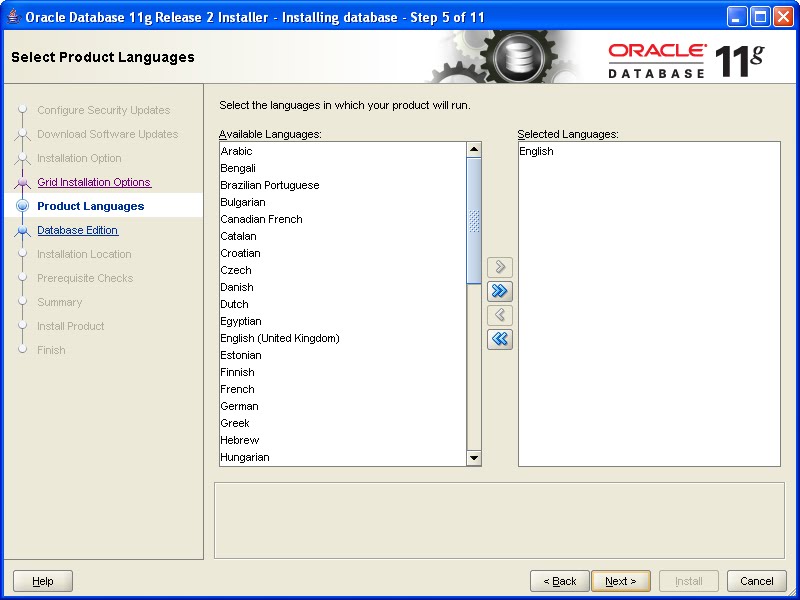 Oracle Database 11g Release 2 Installer - Installing database - Step 5 of 11
Select Product Languages
ORACLE
DATABASE
11g
Configure Security Updates
Download Software Updates
Installation Option
Grid Installation Options
Product Languages
Database Edition
Installation Location
Prerequisite Checks
Summary
Install Product
Finish
Select the languages in which your product will run.
Available Languages:
Arabic
Bengali
Brazilian Portuguese
Bulgarian
Canadian French
Catalan
Croatian
Czech
Danish
Dutch
Egyptian
English (United Kingdom)
Estonian
Finnish
French
German
Greek
Hebrew
Hungarian
Selected Languages:
English
Help
< Back
Next >
Install
Cancel